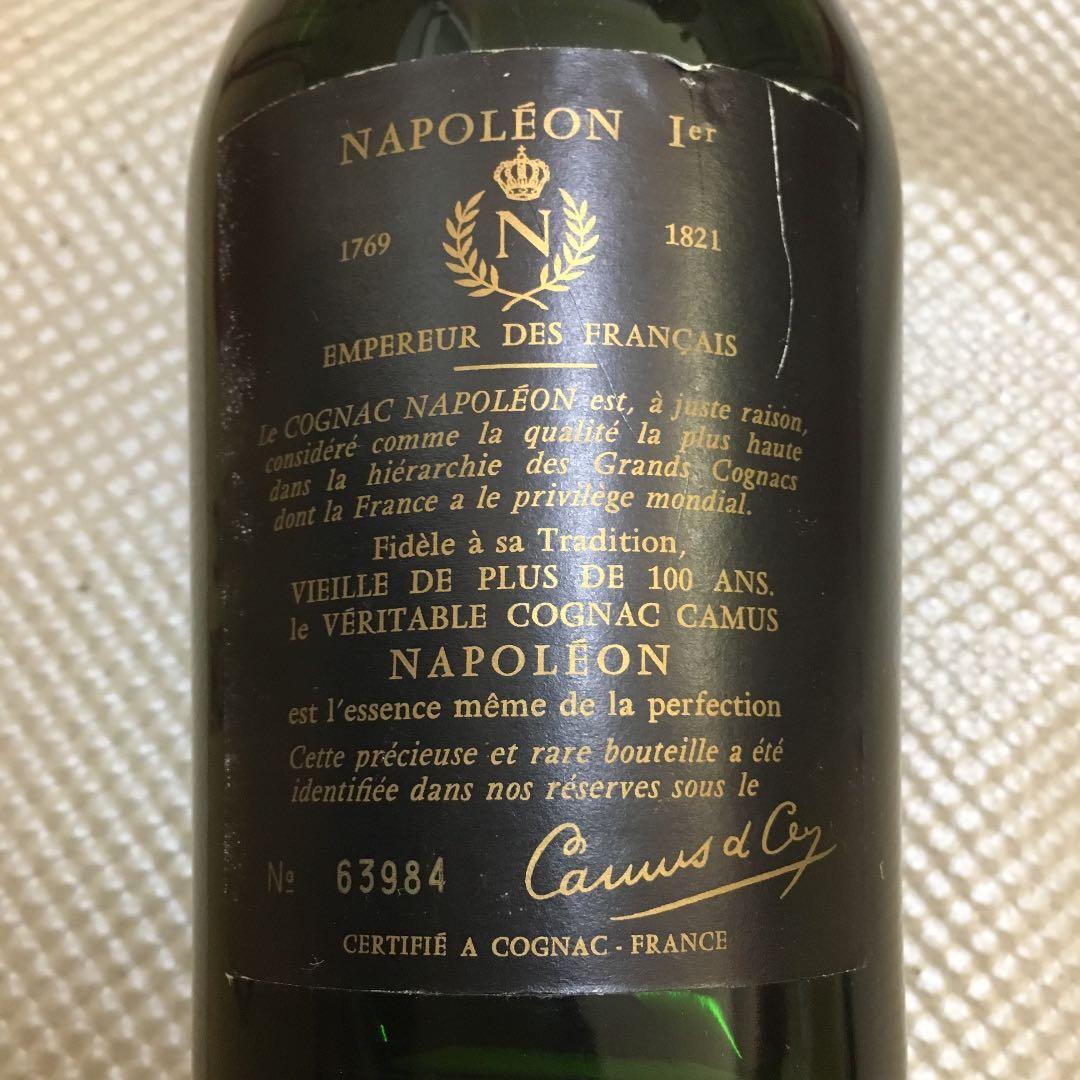 NAPOLÉON Ier
N
1769 1821
EMPEREUR DES FRANÇAIS
Le COGNAC NAPOLÉON est, à juste raison,
considéré comme la qualité la plus haute
dans la hiérarchie des Grands Cognacs
dont la France a le privilège mondial.
Fidèle à sa Tradition,
VIEILLE DE PLUS DE 100 ANS.
le VÉRITABLE COGNAC CAMUS
NAPOLÉON
est l'essence même de la perfection
Cette précieuse et rare bouteille a été
identifiée dans nos réserves sous le
Nº 63984 Camus & Cie
CERTIFIÉ A COGNAC - FRANCE